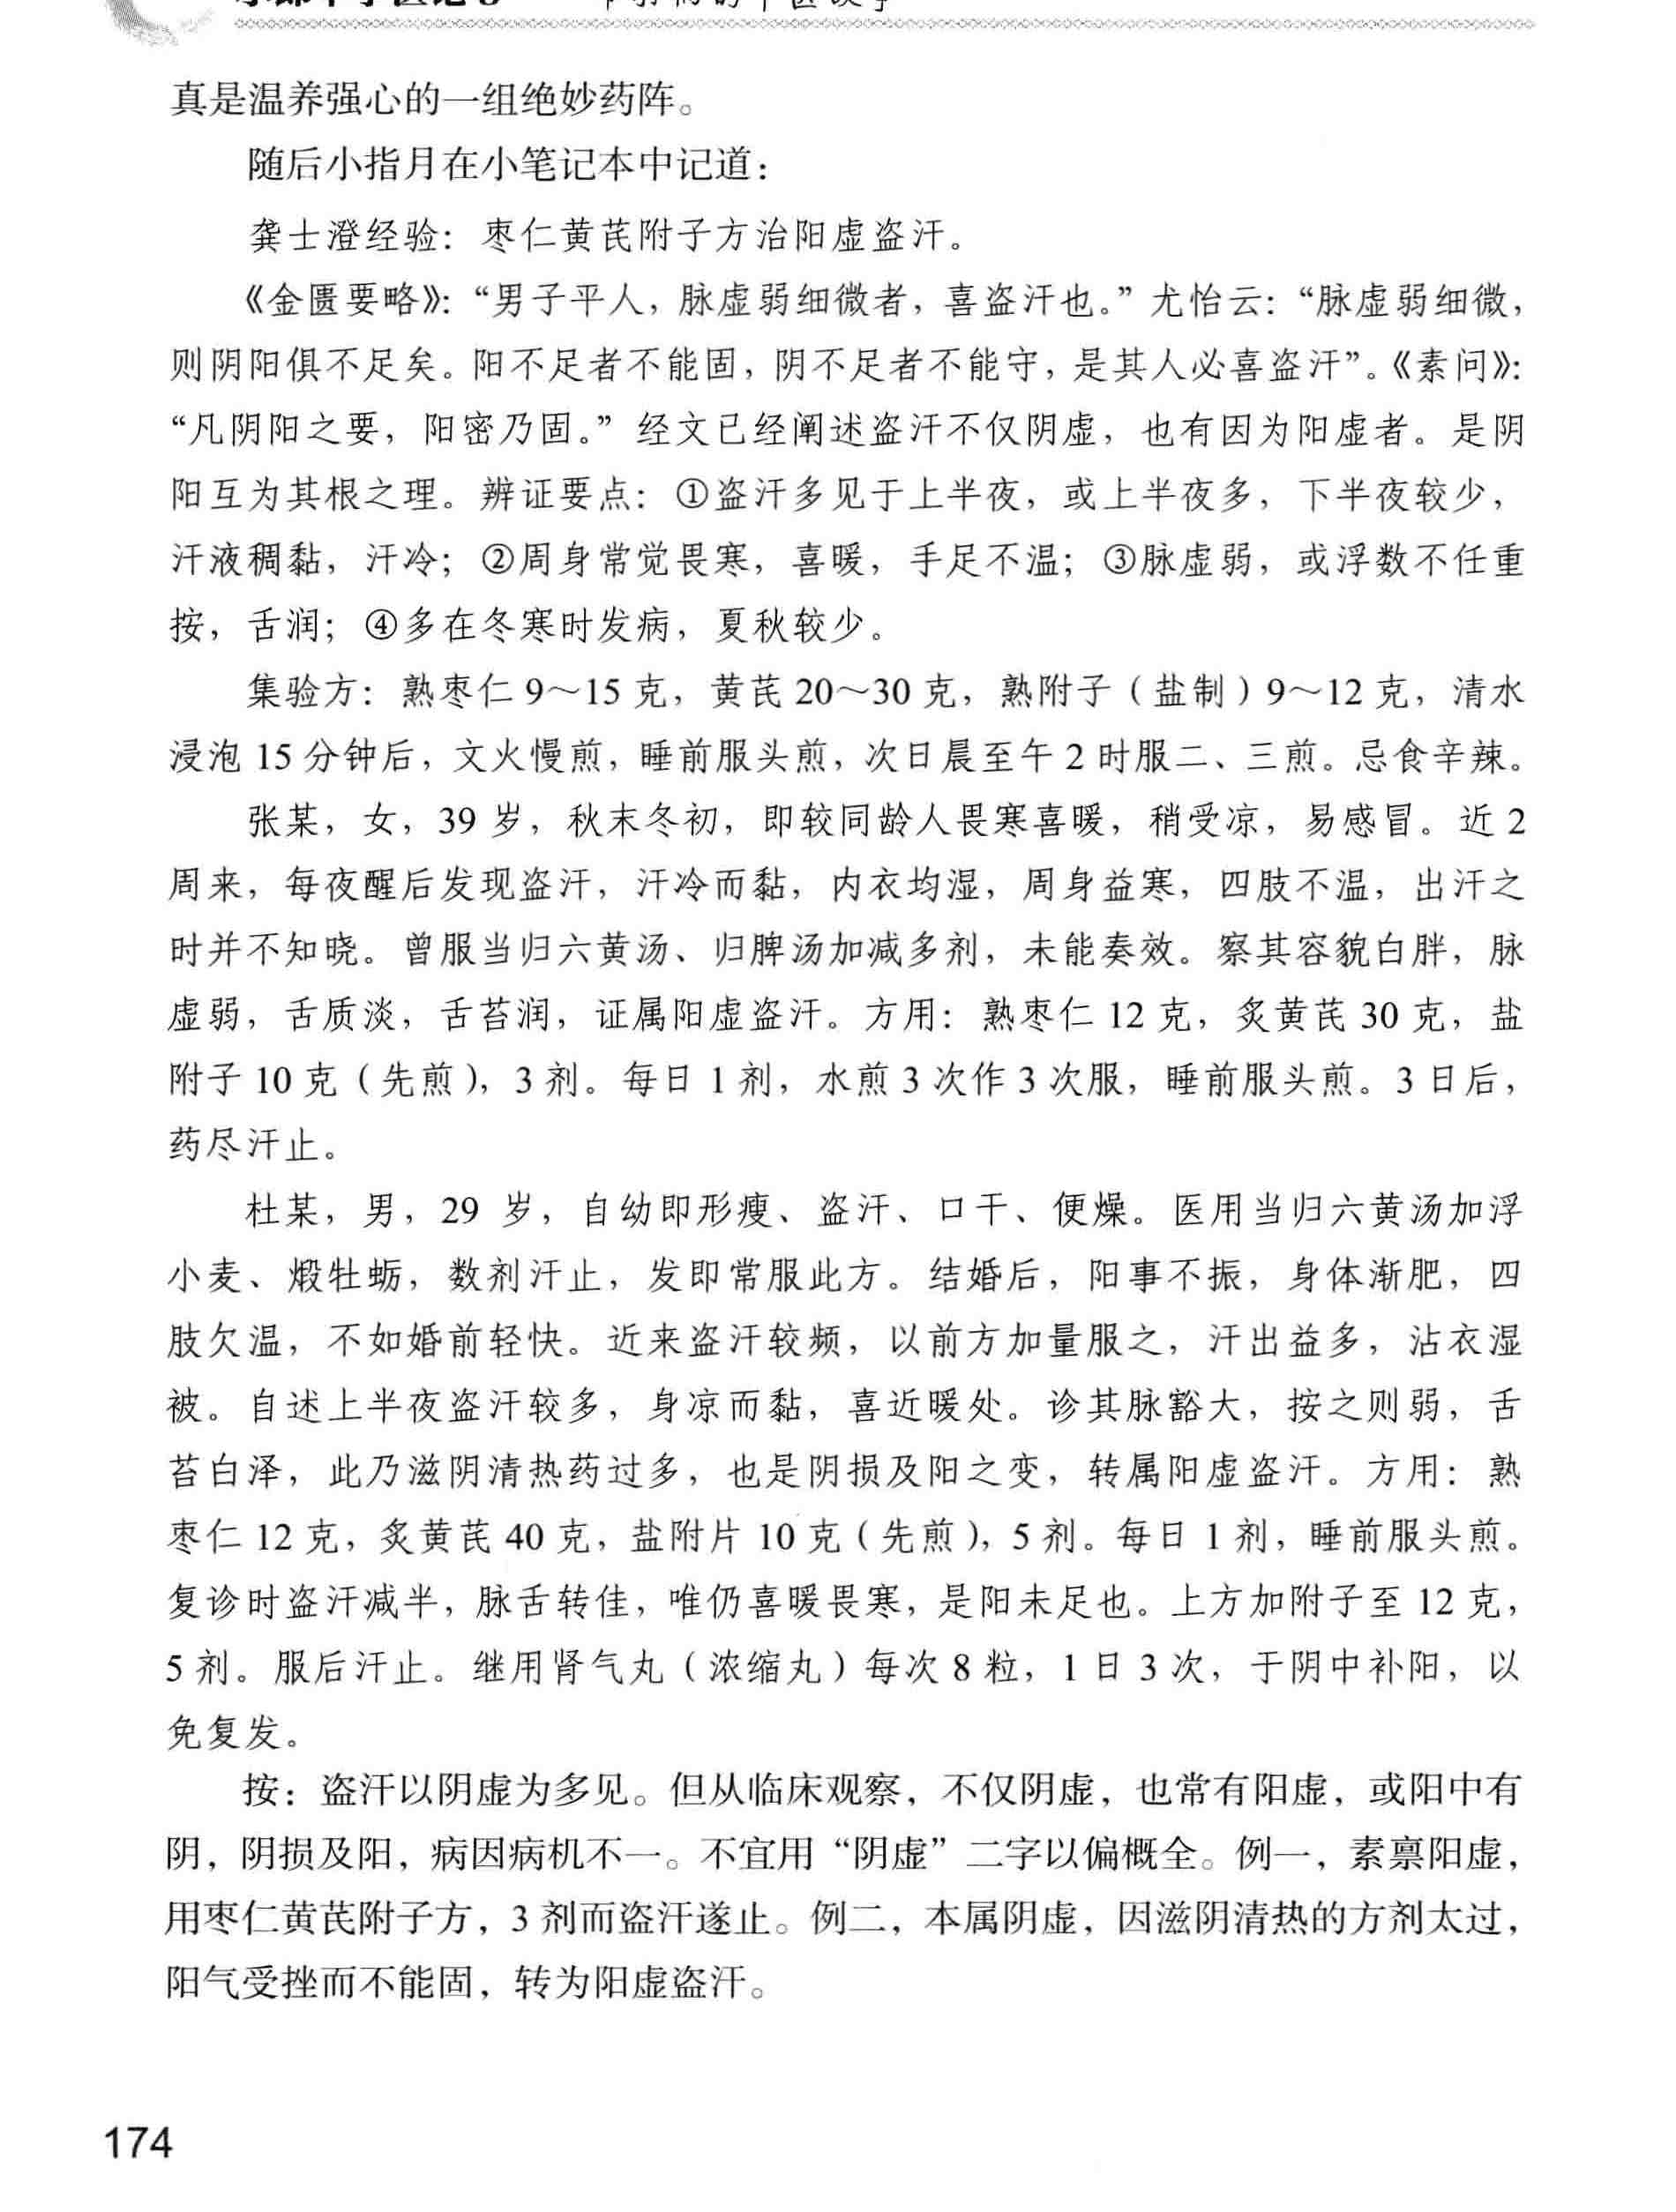 真是温养强心的一组绝妙药阵。
随后小指月在小笔记本中记道：
龚士澄经验：枣仁黄芪附子方治阳虚盗汗。
《金匮要略》：“男子平人，脉虚弱细微者，喜盗汗也。”尤怡云：“脉虚弱细微，
则阴阳俱不足矣。阳不足者不能固，阴不足者不能守，是其人必喜盗汗”。《素问》：
“凡阴阳之要，阳密乃固。”经文已经阐述盗汗不仅阴虚，也有因为阳虚者。是阴
阳互为其根之理。辨证要点：①盗汗多见于上半夜，或上半夜多，下半夜较少，
汗液稠黏，汗冷；②周身常觉畏寒，喜暖，手足不温；③脉虚弱，或浮数不任重
按，舌润；④多在冬寒时发病，夏秋较少。
集验方：熟枣仁 9～15 克，黄芪 20～30 克，熟附子（盐制）9～12 克，清水
浸泡 15 分钟后，文火慢煎，睡前服头煎，次日晨至午 2 时服二、三煎。忌食辛辣。
张某，女，39 岁，秋末冬初，即较同龄人畏寒喜暖，稍受凉，易感冒。近 2
周来，每夜醒后发现盗汗，汗冷而黏，内衣均湿，周身益寒，四肢不温，出汗之
时并不知晓。曾服当归六黄汤、归脾汤加减多剂，未能奏效。察其容貌白胖，脉
虚弱，舌质淡，舌苔润，证属阳虚盗汗。方用：熟枣仁 12 克，炙黄芪 30 克，盐
附子 10 克（先煎），3 剂。每日 1 剂，水煎 3 次作 3 次服，睡前服头煎。3 日后，
药尽汗止。
杜某，男，29 岁，自幼即形瘦、盗汗、口干、便燥。医用当归六黄汤加浮
小麦、煅牡蛎，数剂汗止，发即常服此方。结婚后，阳事不振，身体渐肥，四
肢欠温，不如婚前轻快。近来盗汗较频，以前方加量服之，汗出益多，沾衣湿
被。自述上半夜盗汗较多，身凉而黏，喜近暖处。诊其脉豁大，按之则弱，舌
苔白泽，此乃滋阴清热药过多，也是阴损及阳之变，转属阳虚盗汗。方用：熟
枣仁 12 克，炙黄芪 40 克，盐附片 10 克（先煎），5 剂。每日 1 剂，睡前服头煎。
复诊时盗汗减半，脉舌转佳，唯仍喜暖畏寒，是阳未足也。上方加附子至 12 克，
5 剂。服后汗止。继用肾气丸（浓缩丸）每次 8 粒，1 日 3 次，于阴中补阳，以
免复发。
按：盗汗以阴虚为多见。但从临床观察，不仅阴虚，也常有阳虚，或阳中有
阴，阴损及阳，病因病机不一。不宜用“阴虚”二字以偏概全。例一，素禀阳虚，
用枣仁黄芪附子方，3 剂而盗汗遂止。例二，本属阴虚，因滋阴清热的方剂太过，
阳气受挫而不能固，转为阳虚盗汗。
174